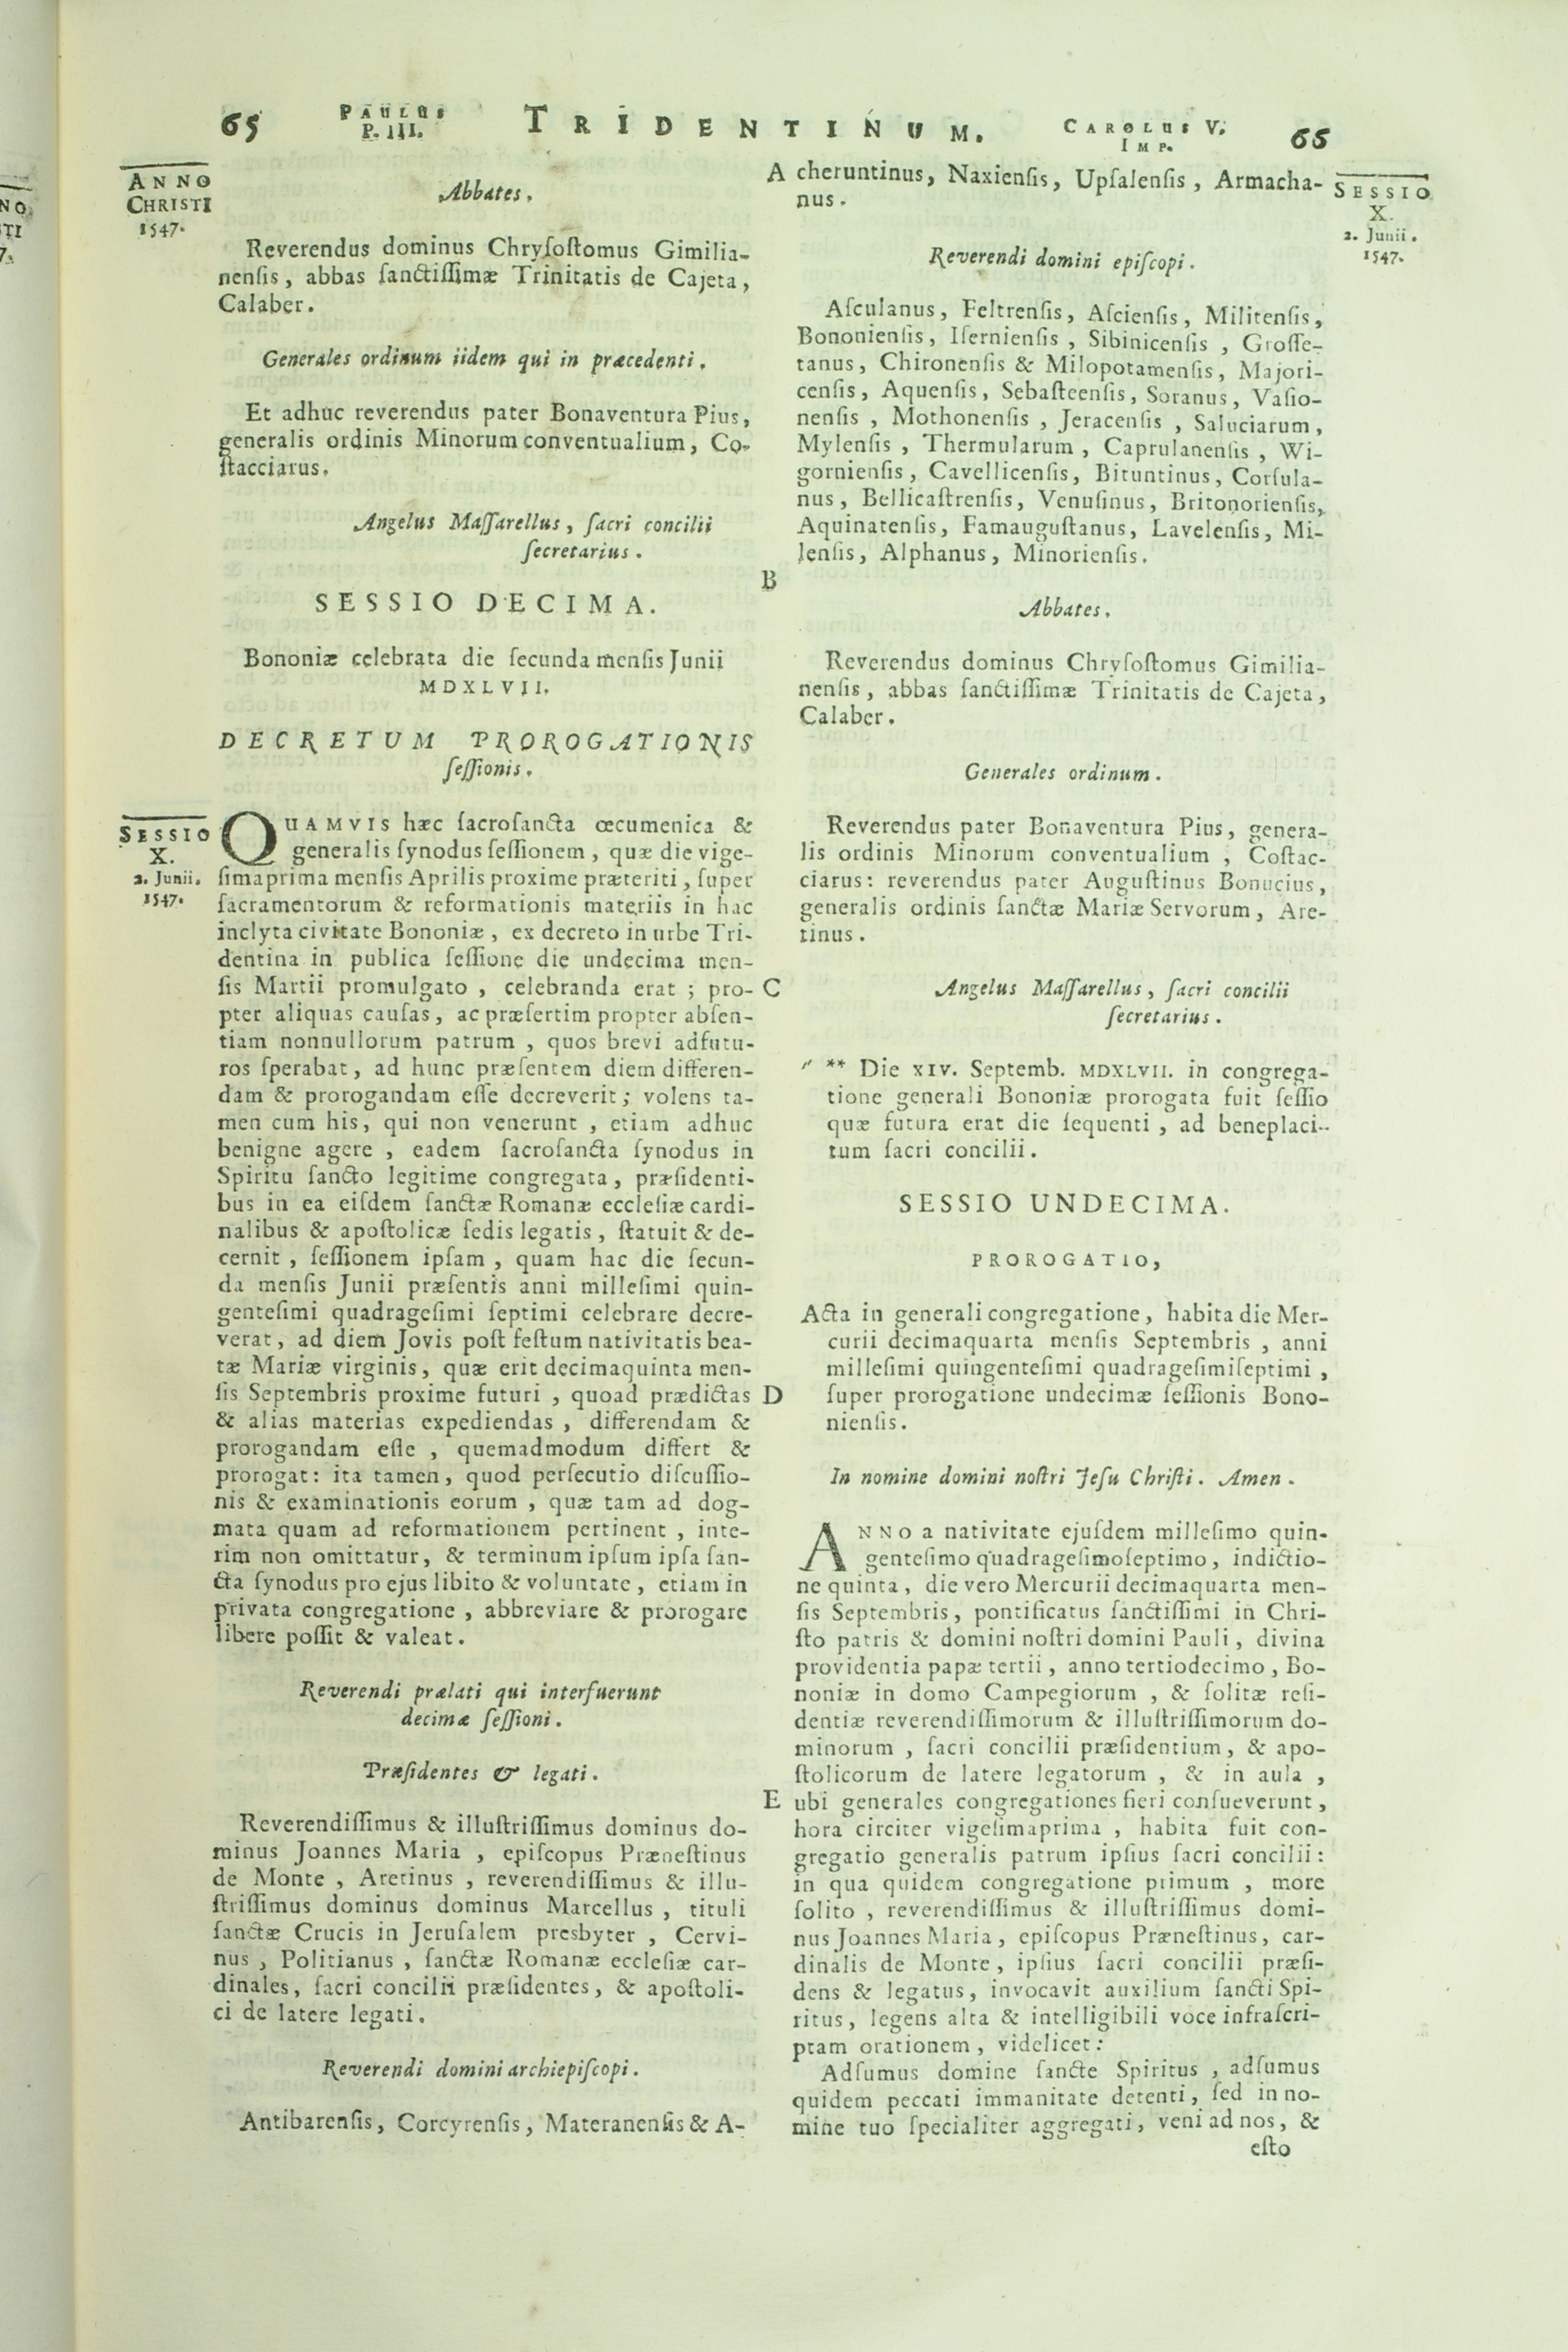 65
PAULUS
P. III.
TRIDENTINUM.
CAROLUS V.
IMP.
66
ANNO
CHRISTI
1547.
Abbates.
Reverendus dominus Chryſoſtomus Gimilia-
nenſis, abbas ſanctiſſimæ Trinitatis de Cajeta,
Calaber.
Generales ordinum iidem qui in præcedenti.
Et adhuc reverendus pater Bonaventura Pius,
generalis ordinis Minorum conventualium, Co-
ſtacciarus.
Angelus Maſſarellus, ſacri concilii
ſecretarius.
SESSIO DECIMA.
Bononiæ celebrata die ſecunda menſis Junii
MDXLVII.
DECRETUM PROROGATIONIS
ſeſſionis.
SESSIO
X.
2. Junii.
1547.
QUAMVIS hæc ſacroſancta œcumenica &
generalis ſynodus ſeſſionem, quæ die vige-
ſimaprima menſis Aprilis proxime præteriti, ſuper
ſacramentorum & reformationis materiis in hac
inclyta civitate Bononiæ, ex decreto in urbe Tri-
dentina in publica ſeſſione die undecima men-
ſis Martii promulgato, celebranda erat; pro-
pter aliquas cauſas, ac præſertim propter abſen-
tiam nonnullorum patrum, quos brevi adfutu-
ros ſperabat, ad hunc præſentem diem differen-
dam & prorogandam eſſe decreverit; volens ta-
men cum his, qui non venerunt, etiam adhuc
benigne agere, eadem ſacroſancta ſynodus in
Spiritu ſancto legitime congregata, præſidenti-
bus in ea eiſdem ſanctæ Romanæ eccleſiæ cardi-
nalibus & apoſtolicæ ſedis legatis, ſtatuit & de-
cernit, ſeſſionem ipſam, quam hac die ſecun-
da menſis Junii præſentis anni milleſimi quin-
genteſimi quadrageſimi ſeptimi celebrare decre-
verat, ad diem Jovis poſt feſtum nativitatis bea-
tæ Mariæ virginis, quæ erit decimaquinta men-
ſis Septembris proxime futuri, quoad prædictas
& alias materias expediendas, differendam &
prorogandam eſſe, quemadmodum differt &
prorogat: ita tamen, quod perſecutio diſcuſſio-
nis & examinationis eorum, quæ tam ad dog-
mata quam ad reformationem pertinent, inte-
rim non omittatur, & terminum ipſum ipſa ſan-
cta ſynodus pro ejus libito & voluntate, etiam in
privata congregatione, abbreviare & prorogare
libere poſſit & valeat.
Reverendi prælati qui interfuerunt
decimæ ſeſſioni.
Præſidentes & legati.
Reverendiſſimus & illuſtriſſimus dominus do-
minus Joannes Maria, epiſcopus Præneſtinus
de Monte, Aretinus, reverendiſſimus & illu-
ſtriſſimus dominus dominus Marcellus, tituli
ſanctæ Crucis in Jeruſalem presbyter, Cervi-
nus, Politianus, ſanctæ Romanæ eccleſiæ car-
dinales, ſacri concilii præſidentes, & apoſtoli-
ci de latere legati.
Reverendi domini archiepiſcopi.
Antibarenſis, Corcyrenſis, Materanenſis & A-
A
B
C
D
E
cheruntinus, Naxienſis, Upſalenſis, Armacha-
nus.
SESSIO
X.
2. Junii.
1547.
Reverendi domini epiſcopi.
Aſculanus, Feltrenſis, Aſcienſis, Militenſis,
Bononienſis, Iſernienſis, Sibinicenſis, Groſſe-
tanus, Chironenſis & Milopotamenſis, Majori-
cenſis, Aquenſis, Sebaſteenſis, Soranus, Vaſio-
nenſis, Mothonenſis, Jeracenſis, Saluciarum,
Mylenſis, Thermularum, Caprulanenſis, Wi-
gornienſis, Cavellicenſis, Bituntinus, Corſula-
nus, Bellicaſtrenſis, Venuſinus, Britonorienſis,
Aquinatenſis, Famauguſtanus, Lavelenſis, Mi-
lenſis, Alphanus, Minorienſis.
Abbates.
Reverendus dominus Chryſoſtomus Gimilia-
nenſis, abbas ſanctiſſimæ Trinitatis de Cajeta,
Calaber.
Generales ordinum.
Reverendus pater Bonaventura Pius, genera-
lis ordinis Minorum conventualium, Coſtac-
ciarus: reverendus pater Auguſtinus Bonucius,
generalis ordinis ſanctæ Mariæ Servorum, Are-
tinus.
Angelus Maſſarellus, ſacri concilii
ſecretarius.
** Die XIV. Septemb. MDXLVII. in congrega-
tione generali Bononiæ prorogata fuit ſeſſio
quæ futura erat die ſequenti, ad beneplaci-
tum ſacri concilii.
SESSIO UNDECIMA.
PROROGATIO,
Acta in generali congregatione, habita die Mer-
curii decimaquarta menſis Septembris, anni
milleſimi quingenteſimi quadrageſimiſeptimi,
ſuper prorogatione undecimæ ſeſſionis Bono-
nienſis.
In nomine domini noſtri Jeſu Chriſti. Amen.
ANNO a nativitate ejuſdem milleſimo quin-
genteſimo quadrageſimoſeptimo, indictio-
ne quinta, die vero Mercurii decimaquarta men-
ſis Septembris, pontificatus ſanctiſſimi in Chri-
ſto patris & domini noſtri domini Pauli, divina
providentia papæ tertii, anno tertiodecimo, Bo-
noniæ in domo Campegiorum, & ſolitæ reſi-
dentiæ reverendiſſimorum & illuſtriſſimorum do-
minorum, ſacri concilii præſidentium, & apo-
ſtolicorum de latere legatorum, & in aula,
ubi generales congregationes fieri conſueverunt,
hora circiter vigeſimaprima, habita fuit con-
gregatio generalis patrum ipſius ſacri concilii:
in qua quidem congregatione primum, more
ſolito, reverendiſſimus & illuſtriſſimus domi-
nus Joannes Maria, epiſcopus Præneſtinus, car-
dinalis de Monte, ipſius ſacri concilii præſi-
dens & legatus, invocavit auxilium ſancti Spi-
ritus, legens alta & intelligibili voce infraſcri-
ptam orationem, videlicet:
Adſumus domine ſancte Spiritus, adſumus
quidem peccati immanitate detenti, ſed in no-
mine tuo ſpecialiter aggregati, veni ad nos, &
eſto